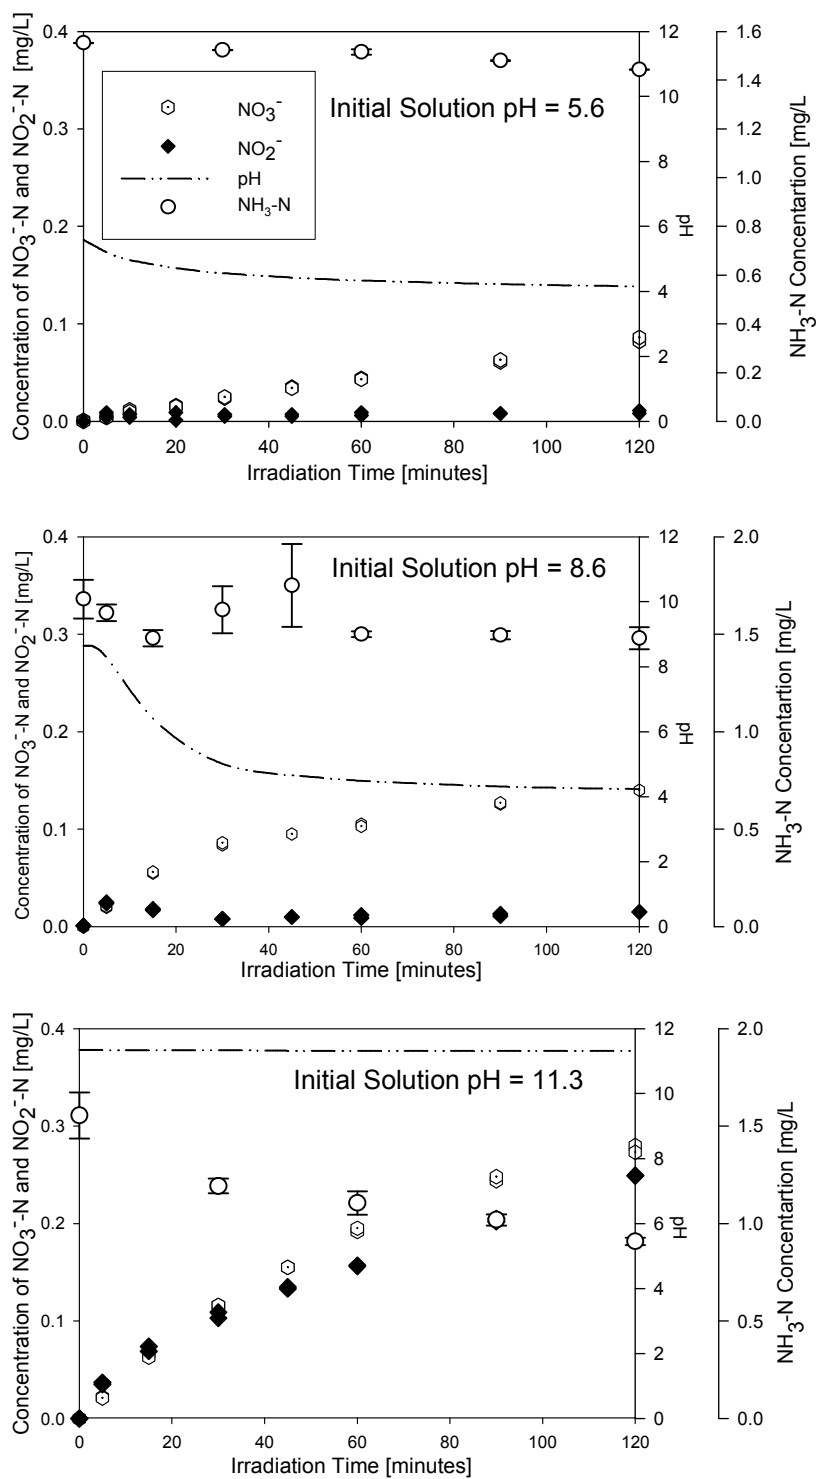 Concentration of NO₃⁻-N and NO₂⁻-N [mg/L]
0.4
0.3
0.2
0.1
0.0
NO₃⁻
NO₂⁻
pH
NH₃-N
Initial Solution pH = 5.6
12
10
8
6
4
2
0
pH
1.6
1.4
1.2
1.0
0.8
0.6
0.4
0.2
0.0
NH₃-N Concentartion [mg/L
0 20 40 60 80 100 120
Irradiation Time [minutes]
Concentration of NO₃⁻-N and NO₂⁻-N [mg/L]
0.4
0.3
0.2
0.1
0.0
Initial Solution pH = 8.6
12
10
8
6
4
2
0
pH
2.0
1.5
1.0
0.5
0.0
NH₃-N Concentartion [mg/L
0 20 40 60 80 100 120
Irradiation Time [minutes]
Concentration of NO₃⁻-N and NO₂⁻-N [mg/L]
0.4
0.3
0.2
0.1
0.0
Initial Solution pH = 11.3
12
10
8
6
4
2
0
pH
2.0
1.5
1.0
0.5
0.0
NH₃-N Concentartion [mg/L
0 20 40 60 80 100 120
Irradiation Time [minutes]